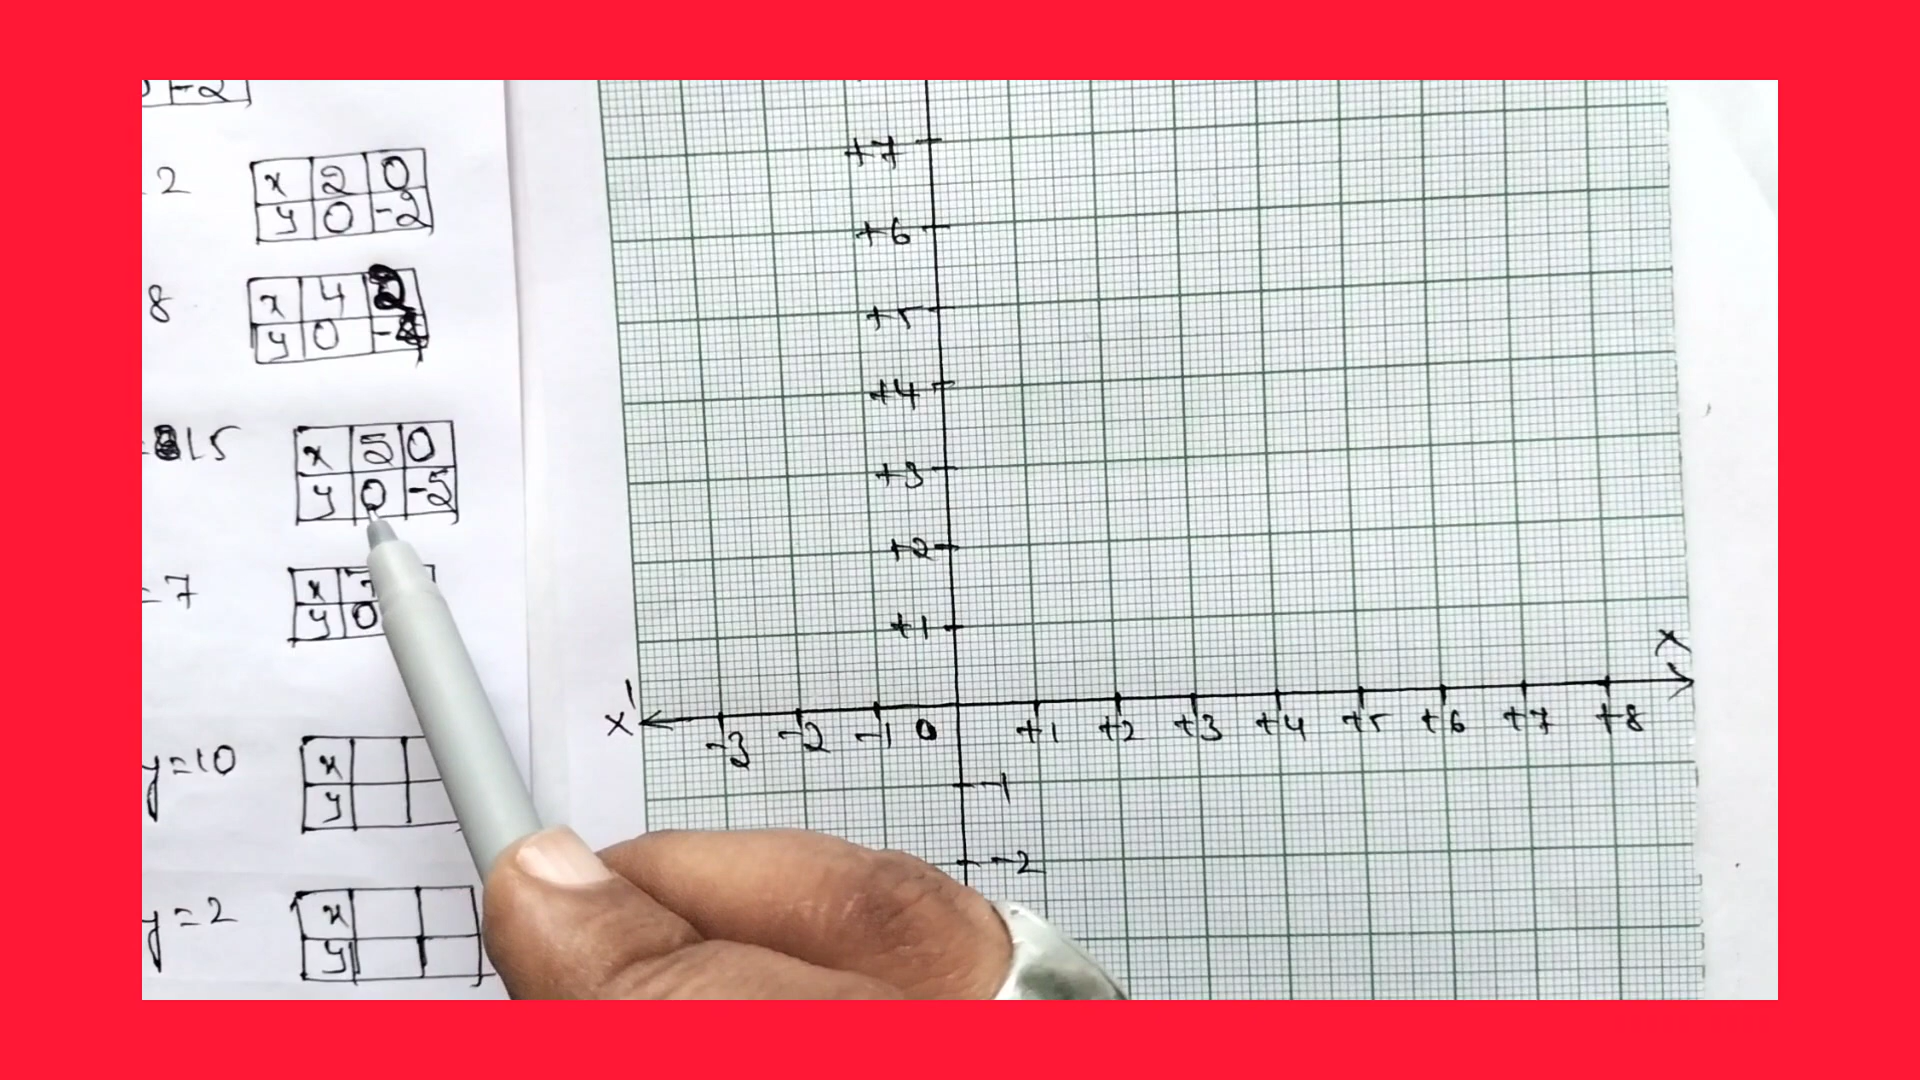 -2
2
x 2 0
y 0 -2
8
x 4
y 0 -4
15
x 5 0
y 0 -5
=7
x 7
y 0
y=10
x
y
y=2
x
y
+7
+6
+5
+4
+3
+2
+1
X' -3 -2 -1 0 +1 +2 +3 +4 +5 +6 +7 +8 X
-1
-2